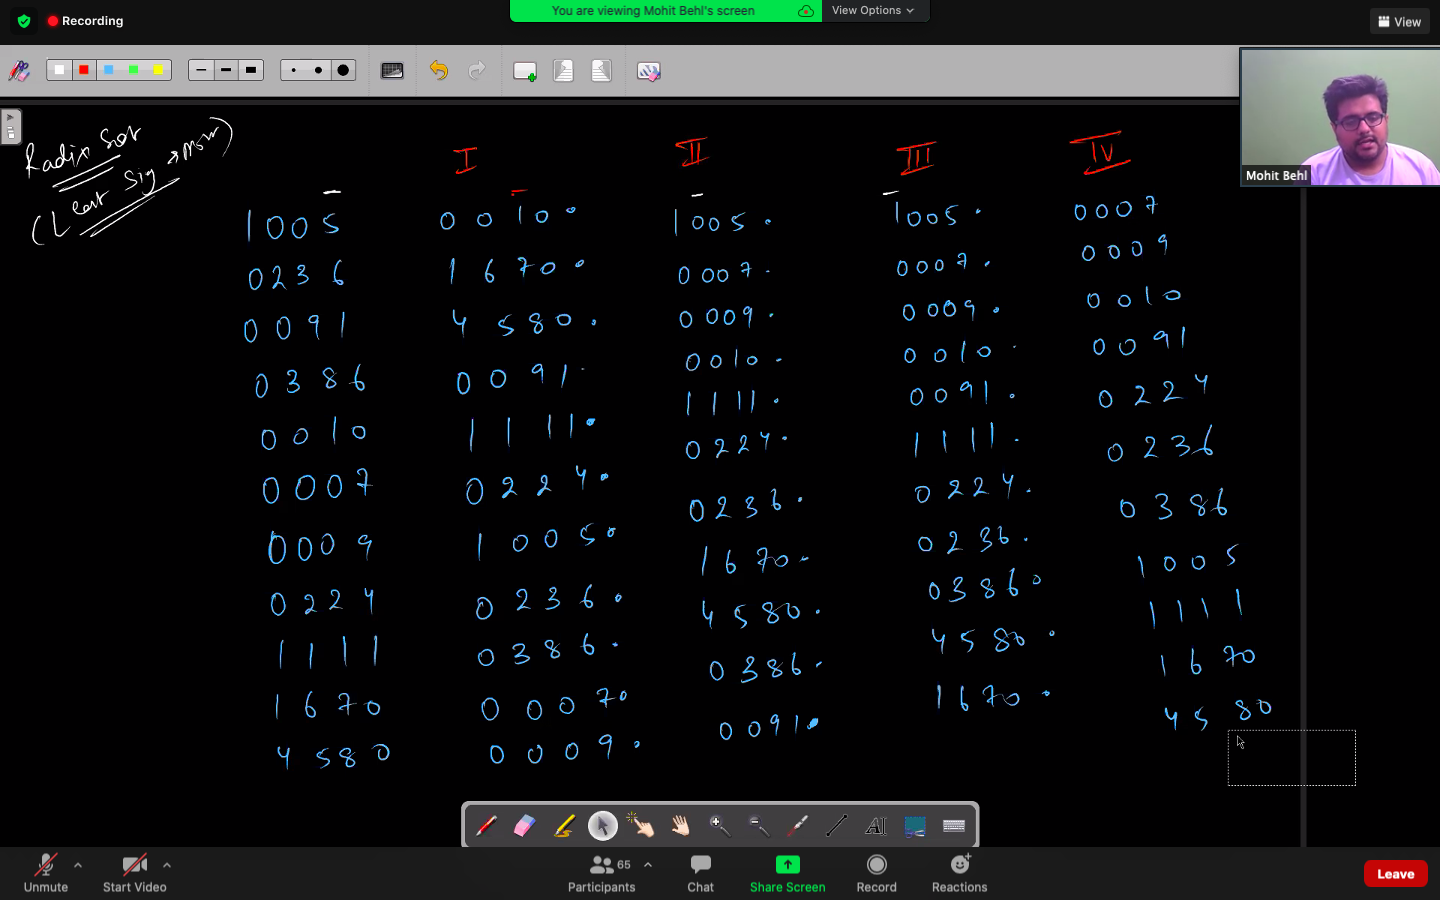 Recording
You are viewing Mohit Behl's screen
View Options
View
Mohit Behl
Radix Sort
(Least Sig → most)
I II III IV
1005 0010 1005 1005 0007
0236 1670 0007 0007 0009
0091 4580 0009 0009 0010
0386 0091 0010 0010 0091
0010 1111 1111 0091 0224
0007 0224 0224 1111 0236
0009 1005 0236 0224 0386
0224 0236 1670 0236 1005
1111 0386 4580 0386 1111
1670 0007 0386 4580 1670
4580 0009 0091 1670 4580
AI
Unmute
Start Video
65
Participants
Chat
Share Screen
Record
Reactions
Leave